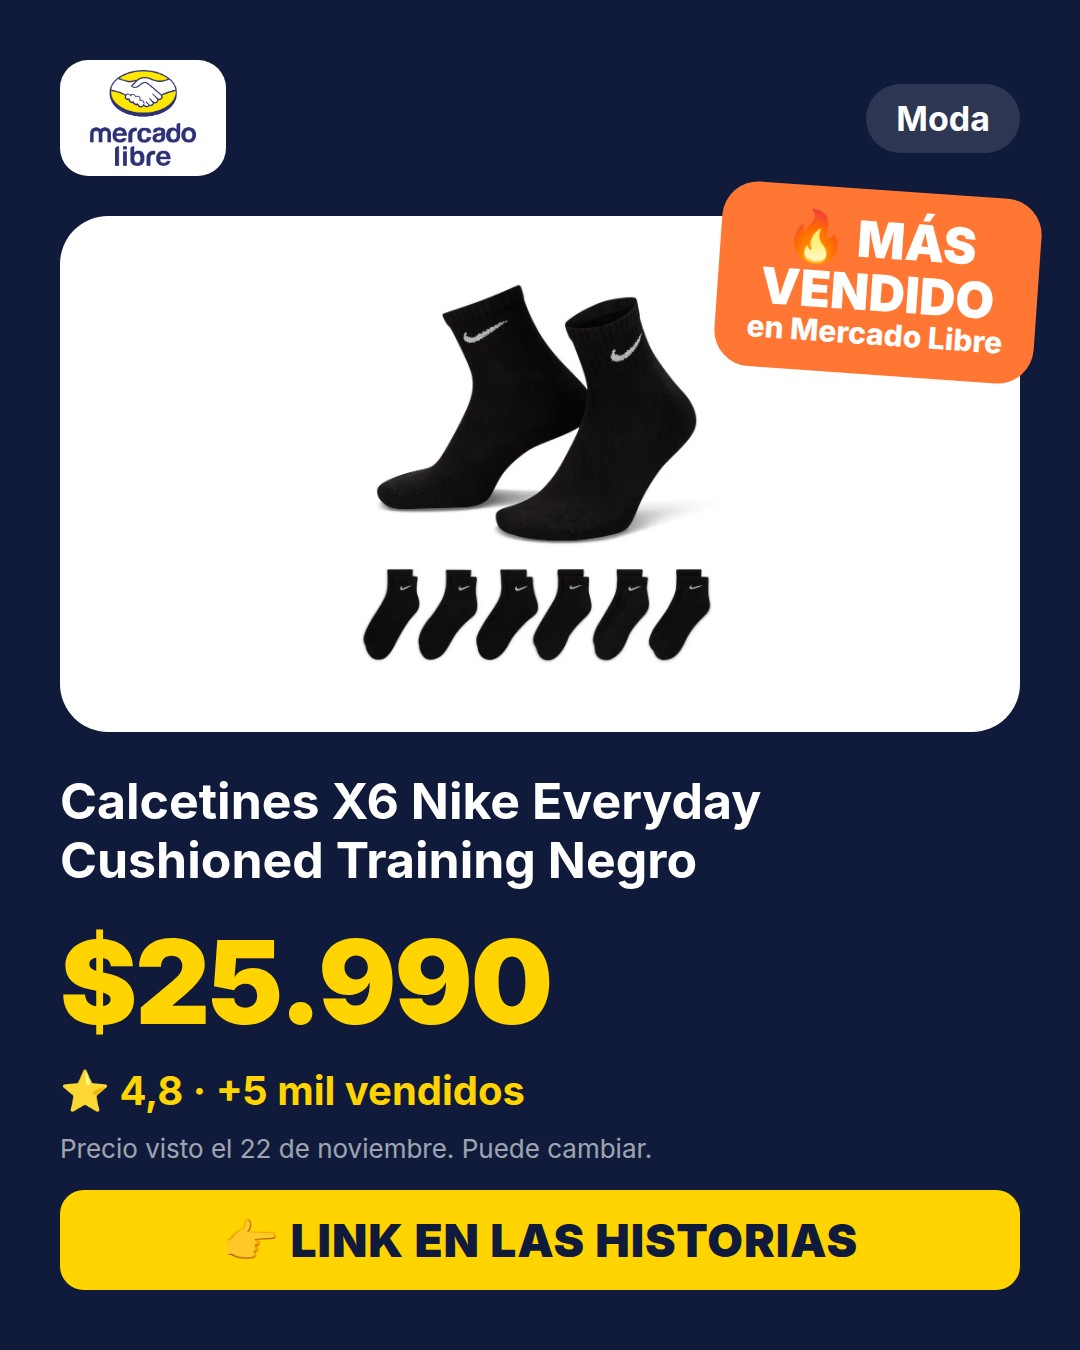 mercado
libre
Moda
🔥 MÁS
VENDIDO
en Mercado Libre
Calcetines X6 Nike Everyday
Cushioned Training Negro
$25.990
⭐ 4,8 · +5 mil vendidos
Precio visto el 22 de noviembre. Puede cambiar.
👉 LINK EN LAS HISTORIAS